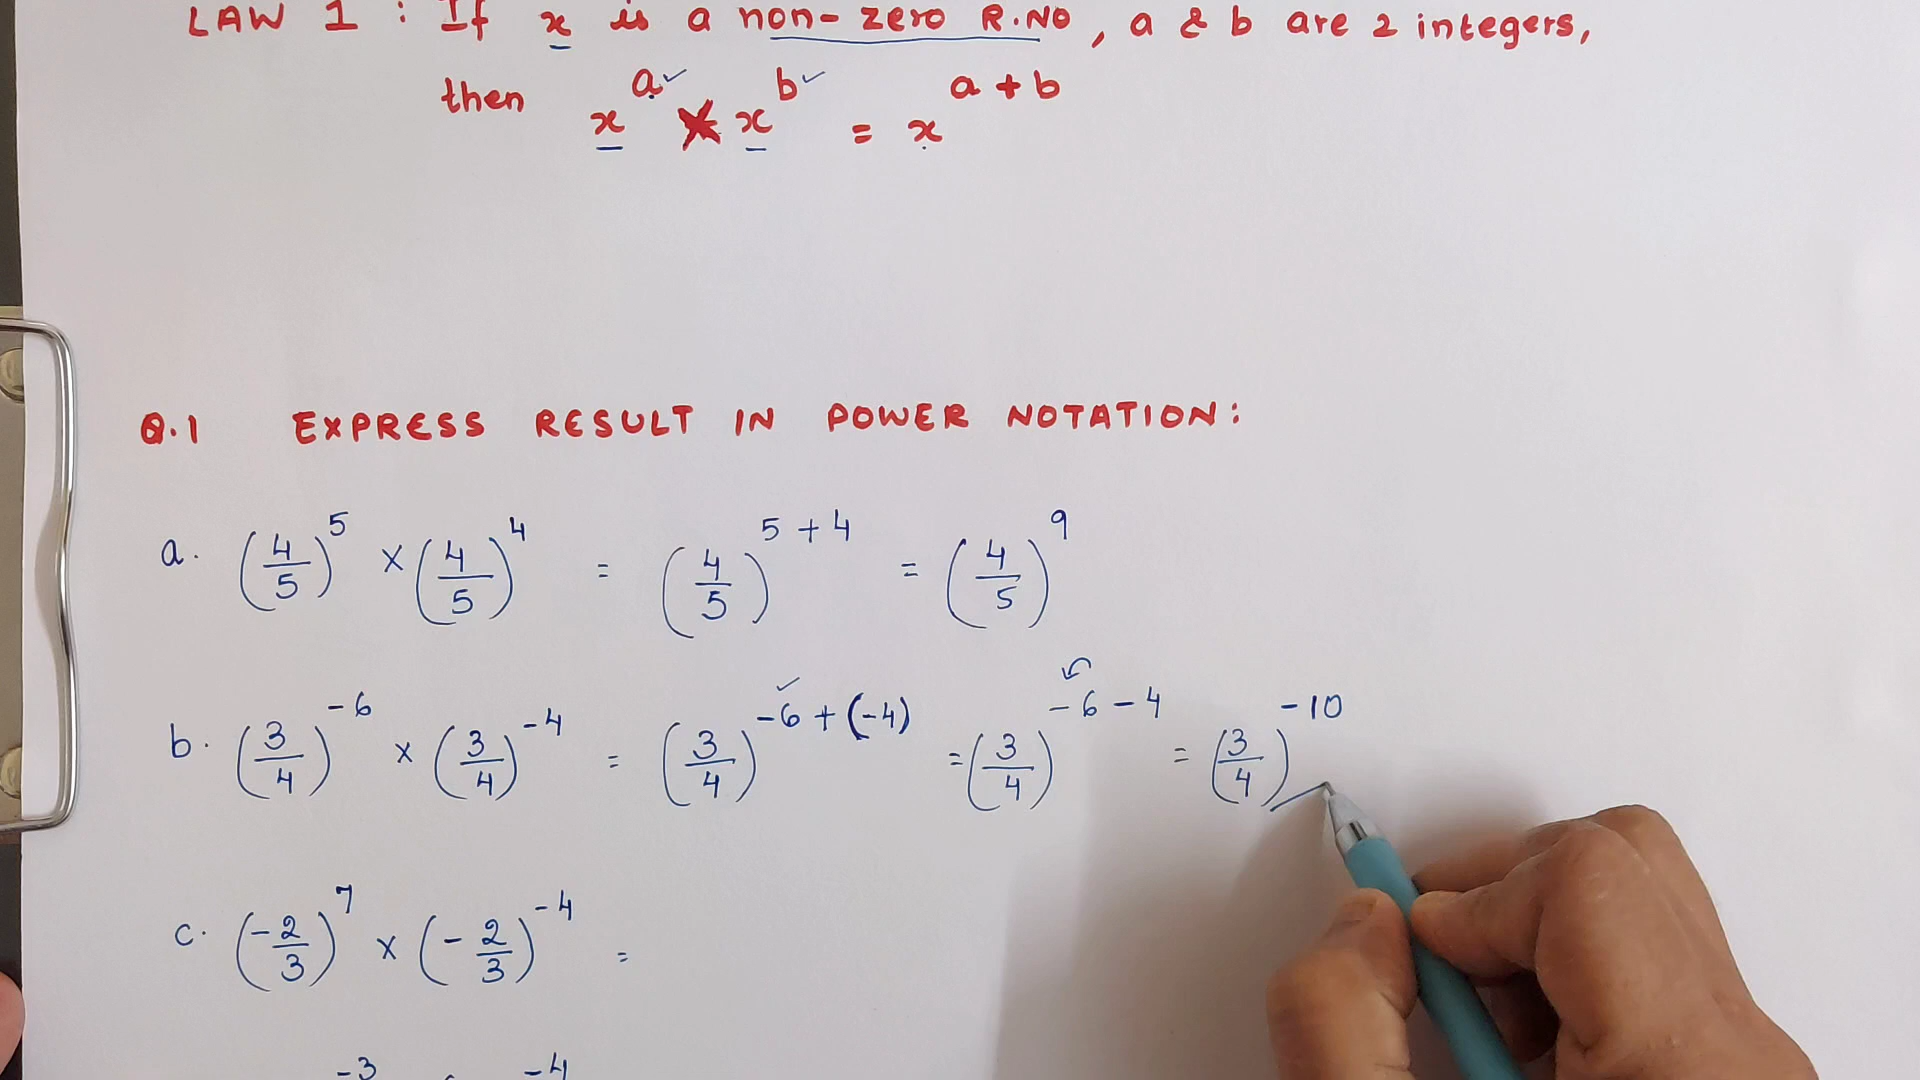 LAW 1 : If x is a non-zero R.NO, a & b are 2 integers,
then x^a × x^b = x^(a+b)
Q.1 EXPRESS RESULT IN POWER NOTATION:
a. (4/5)^5 × (4/5)^4 = (4/5)^(5+4) = (4/5)^9
b. (3/4)^-6 × (3/4)^-4 = (3/4)^(-6+(-4)) = (3/4)^(-6-4) = (3/4)^-10
c. (-2/3)^7 × (-2/3)^-4 =
-3 -4